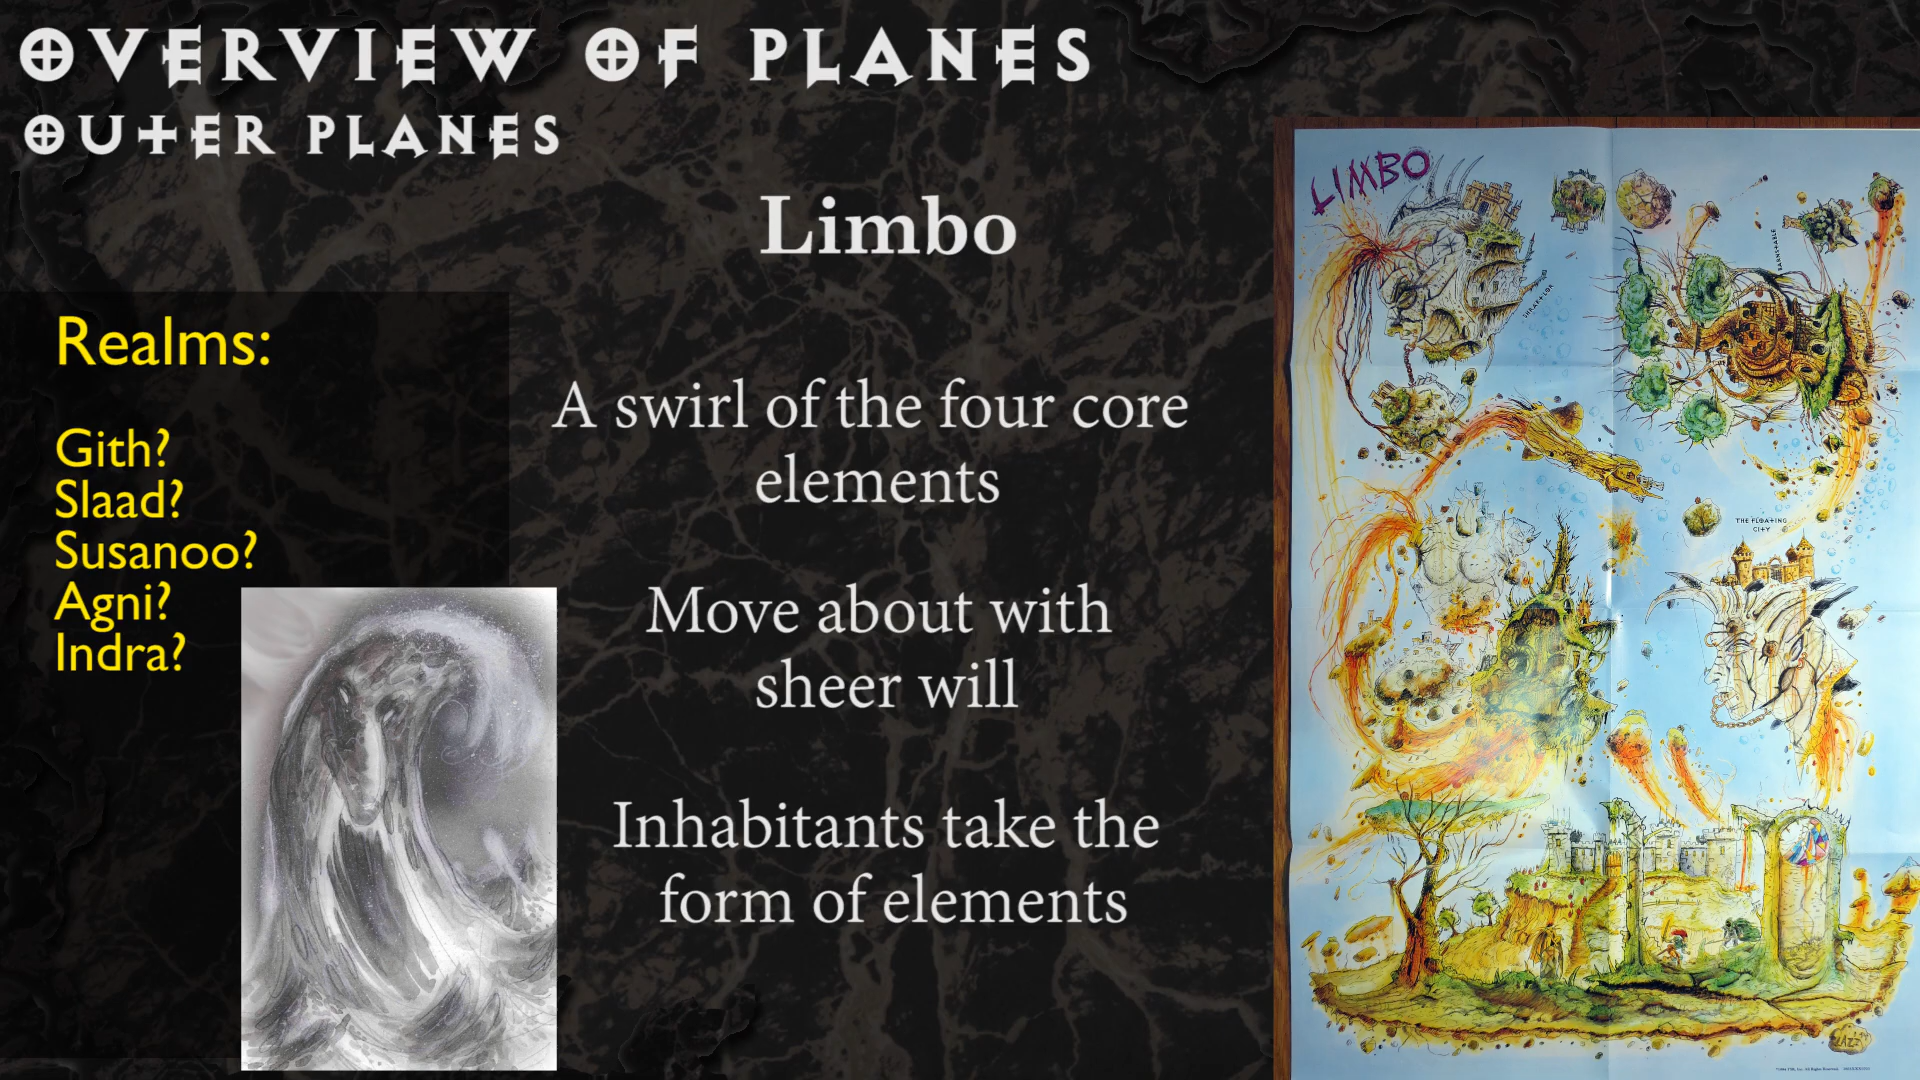 OVERVIEW OF PLANES
OUTER PLANES
Limbo
Realms:
Gith?
Slaad?
Susanoo?
Agni?
Indra?
A swirl of the four core
elements
Move about with
sheer will
Inhabitants take the
form of elements
LIMBO
BARNSTABLE
THE FLOATING
CITY